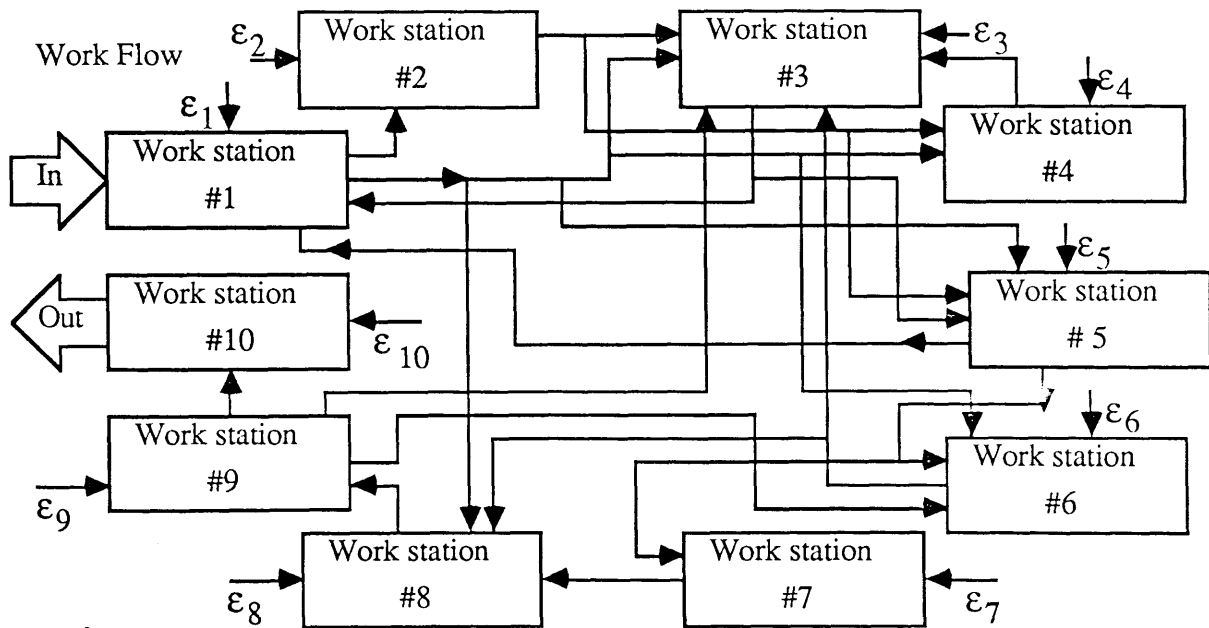 Work Flow
In
ε1
Work station
#1
ε2
Work station
#2
Work station
#3
ε3
ε4
Work station
#4
ε5
Work station
# 5
ε6
Work station
#6
Work station
#7
ε7
ε8
Work station
#8
ε9
Work station
#9
Work station
#10
ε10
Out